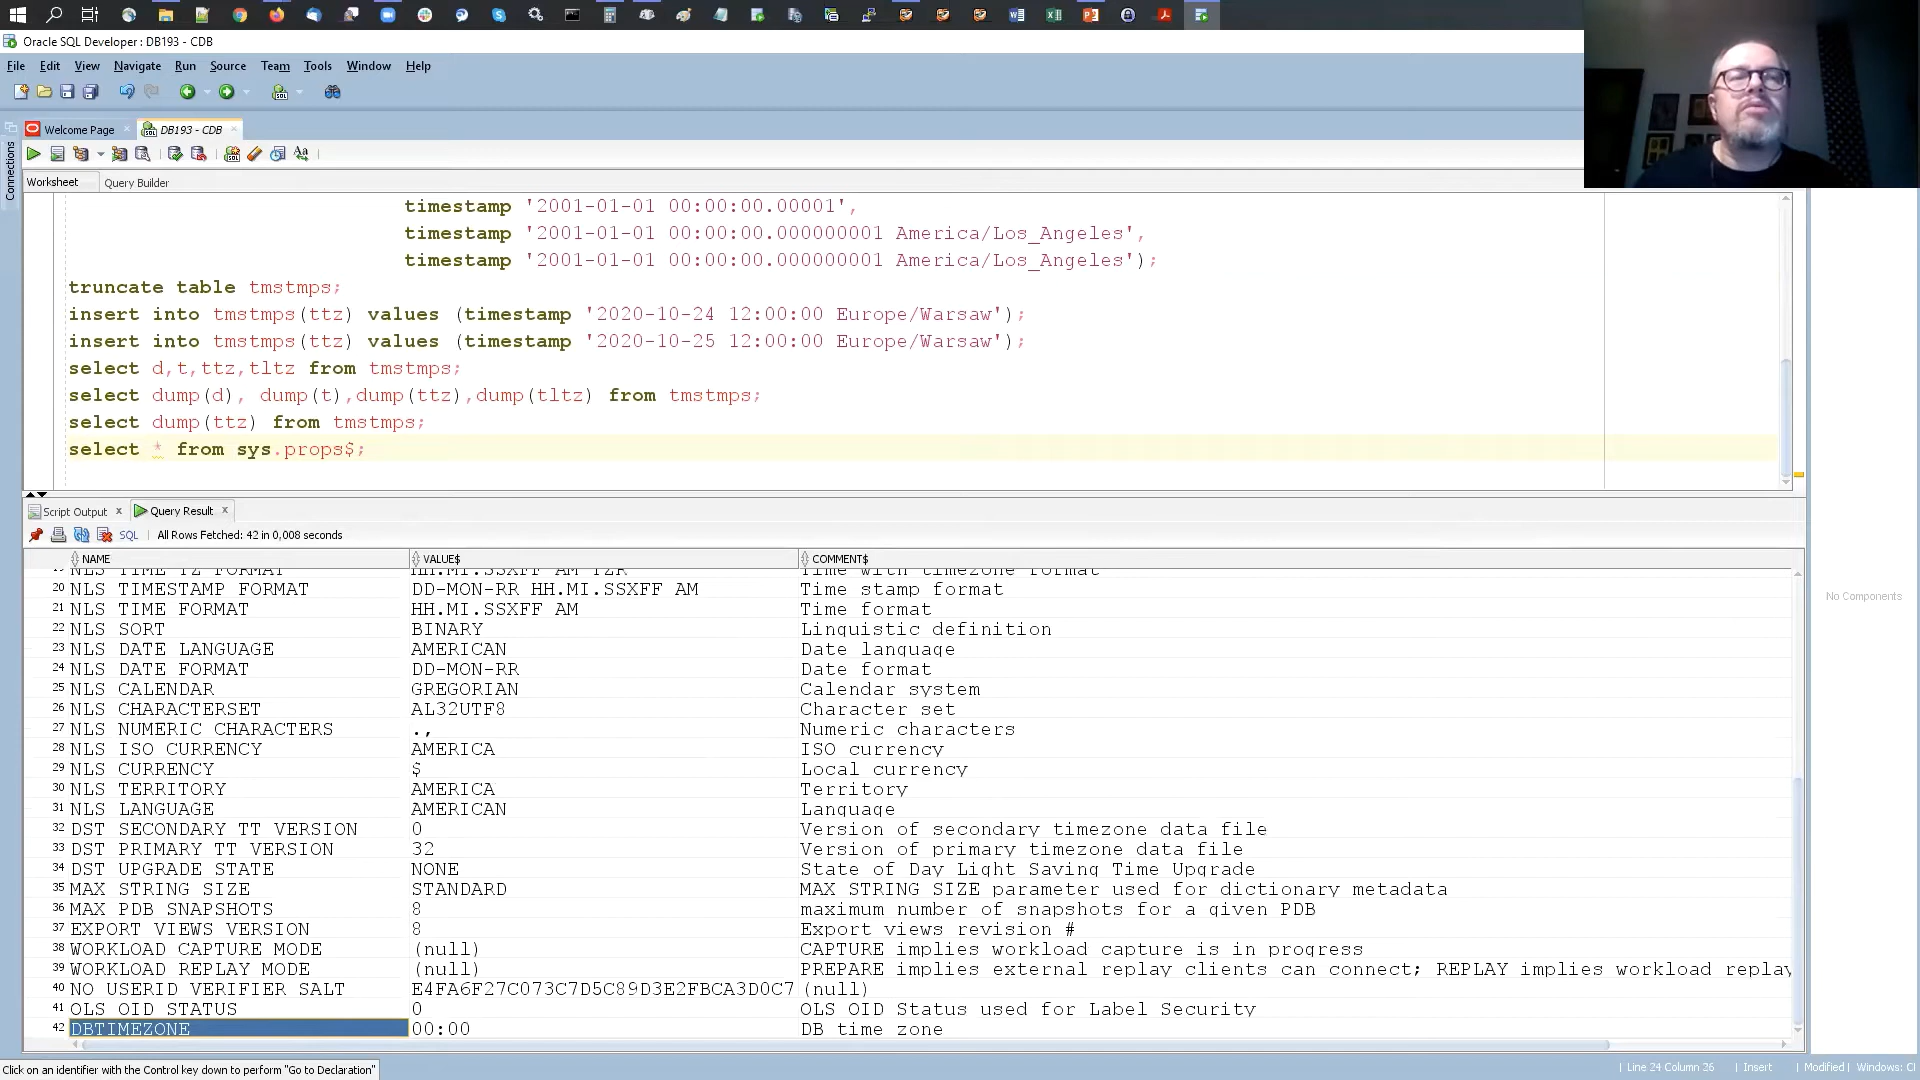 Oracle SQL Developer : DB193 - CDB
File Edit View Navigate Run Source Team Tools Window Help
Welcome Page DB193 - CDB
Connections
Worksheet Query Builder
timestamp '2001-01-01 00:00:00.00001',
timestamp '2001-01-01 00:00:00.000000001 America/Los_Angeles',
timestamp '2001-01-01 00:00:00.000000001 America/Los_Angeles');
truncate table tmstmps;
insert into tmstmps(ttz) values (timestamp '2020-10-24 12:00:00 Europe/Warsaw');
insert into tmstmps(ttz) values (timestamp '2020-10-25 12:00:00 Europe/Warsaw');
select d,t,ttz,tltz from tmstmps;
select dump(d), dump(t),dump(ttz),dump(tltz) from tmstmps;
select dump(ttz) from tmstmps;
select * from sys.props$;
Script Output x Query Result x
SQL | All Rows Fetched: 42 in 0,008 seconds
NAME VALUE$ COMMENT$
19 NLS TIME TZ FORMAT HH.MI.SSXFF AM TZR Time with timezone format
20 NLS TIMESTAMP FORMAT DD-MON-RR HH.MI.SSXFF AM Time stamp format
21 NLS TIME FORMAT HH.MI.SSXFF AM Time format
22 NLS SORT BINARY Linguistic definition
23 NLS DATE LANGUAGE AMERICAN Date language
24 NLS DATE FORMAT DD-MON-RR Date format
25 NLS CALENDAR GREGORIAN Calendar system
26 NLS CHARACTERSET AL32UTF8 Character set
27 NLS NUMERIC CHARACTERS ., Numeric characters
28 NLS ISO CURRENCY AMERICA ISO currency
29 NLS CURRENCY $ Local currency
30 NLS TERRITORY AMERICA Territory
31 NLS LANGUAGE AMERICAN Language
32 DST SECONDARY TT VERSION 0 Version of secondary timezone data file
33 DST PRIMARY TT VERSION 32 Version of primary timezone data file
34 DST UPGRADE STATE NONE State of Day Light Saving Time Upgrade
35 MAX STRING SIZE STANDARD MAX STRING SIZE parameter used for dictionary metadata
36 MAX PDB SNAPSHOTS 8 maximum number of snapshots for a given PDB
37 EXPORT VIEWS VERSION 8 Export views revision #
38 WORKLOAD CAPTURE MODE (null) CAPTURE implies workload capture is in progress
39 WORKLOAD REPLAY MODE (null) PREPARE implies external replay clients can connect; REPLAY implies workload replay
40 NO USERID VERIFIER SALT E4FA6F27C073C7D5C89D3E2FBCA3D0C7 (null)
41 OLS OID STATUS 0 OLS OID Status used for Label Security
42 DBTIMEZONE 00:00 DB time zone
No Components
Click on an identifier with the Control key down to perform "Go to Declaration"
| Line 24 Column 26 | Insert | Modified | Windows: Cl